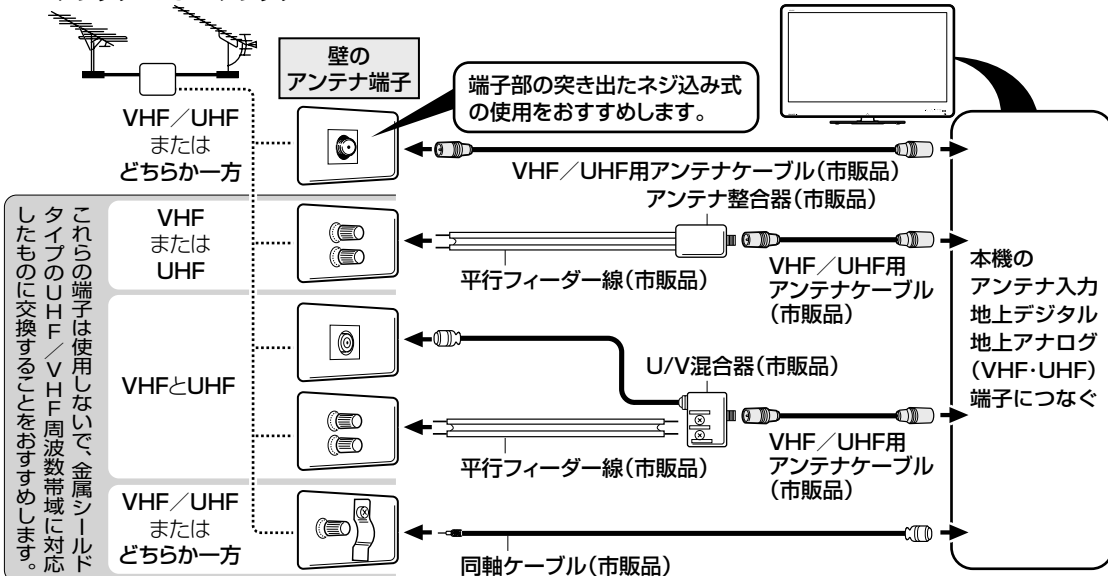 壁の
アンテナ端子
端子部の突き出たネジ込み式
の使用をおすすめします。
VHF／UHF
または
どちらか一方
VHF／UHF用アンテナケーブル（市販品）
アンテナ整合器（市販品）
これらの端子は使用しないで、金属シールド
タイプのUHF／VHF周波数帯域に対応
したものに交換することをおすすめします。
VHF
または
UHF
平行フィーダー線（市販品）
VHF／UHF用
アンテナケーブル
（市販品）
本機の
アンテナ入力
地上デジタル
地上アナログ
（VHF・UHF）
端子につなぐ
VHFとUHF
U/V混合器（市販品）
平行フィーダー線（市販品）
VHF／UHF用
アンテナケーブル
（市販品）
VHF／UHF
または
どちらか一方
同軸ケーブル（市販品）